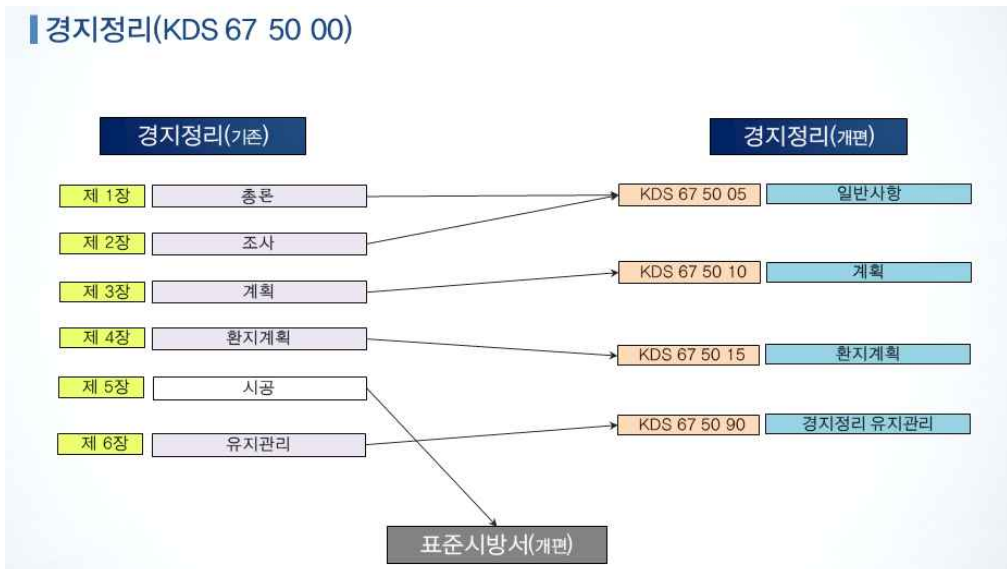 경지정리(KDS 67 50 00)
경지정리(기존) 경지정리(개편)
제 1장 총론 KDS 67 50 05 일반사항
제 2장 조사
제 3장 계획 KDS 67 50 10 계획
제 4장 환지계획 KDS 67 50 15 환지계획
제 5장 시공
제 6장 유지관리 KDS 67 50 90 경지정리 유지관리
표준시방서(개편)